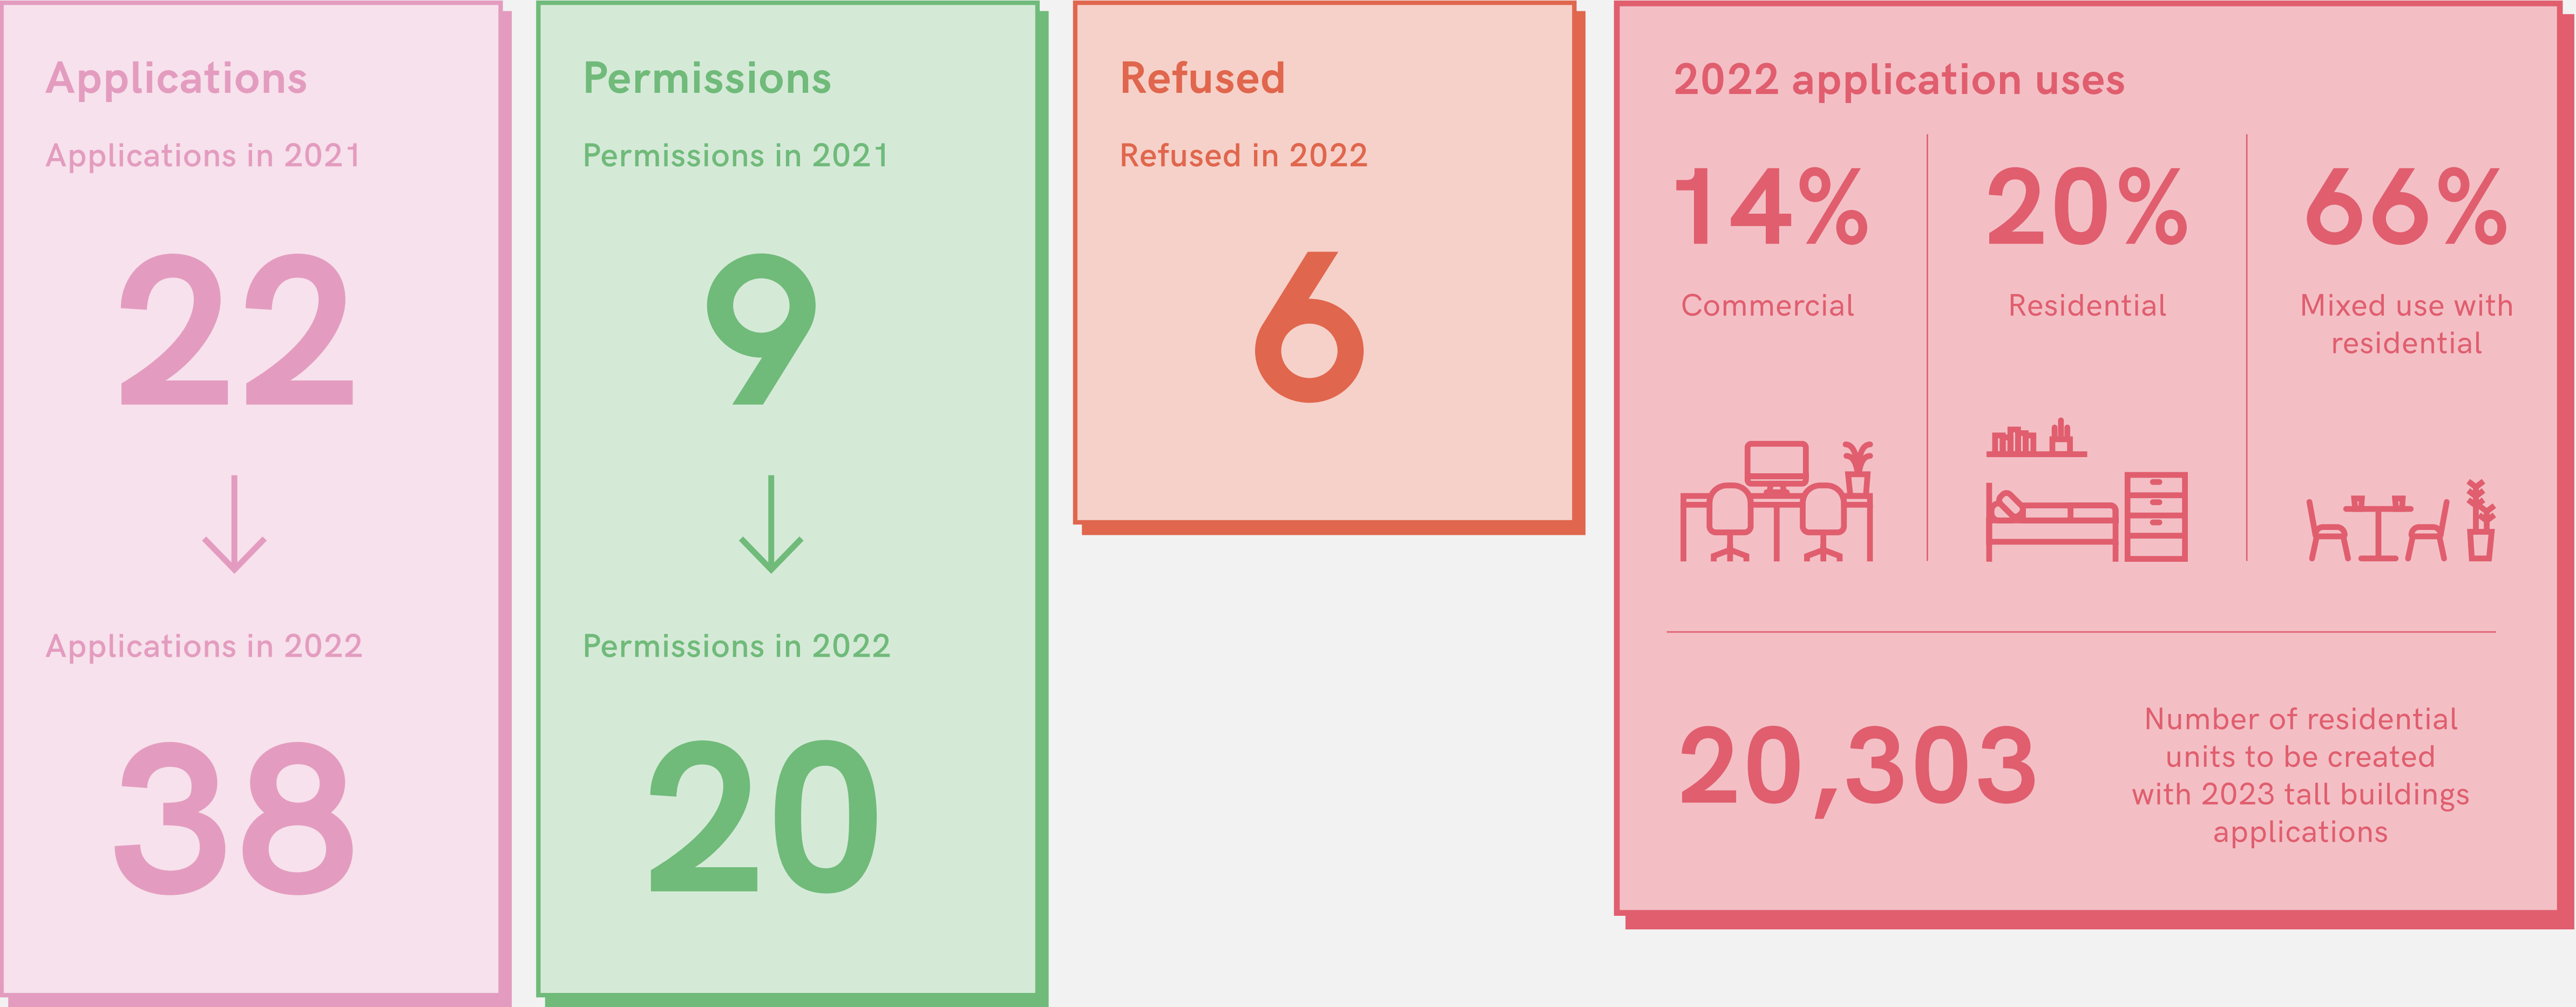 Applications
Applications in 2021
22
Applications in 2022
38
Permissions
Permissions in 2021
9
Permissions in 2022
20
Refused
Refused in 2022
6
2022 application uses
14%
Commercial
20%
Residential
66%
Mixed use with
residential
20,303
Number of residential
units to be created
with 2023 tall buildings
applications